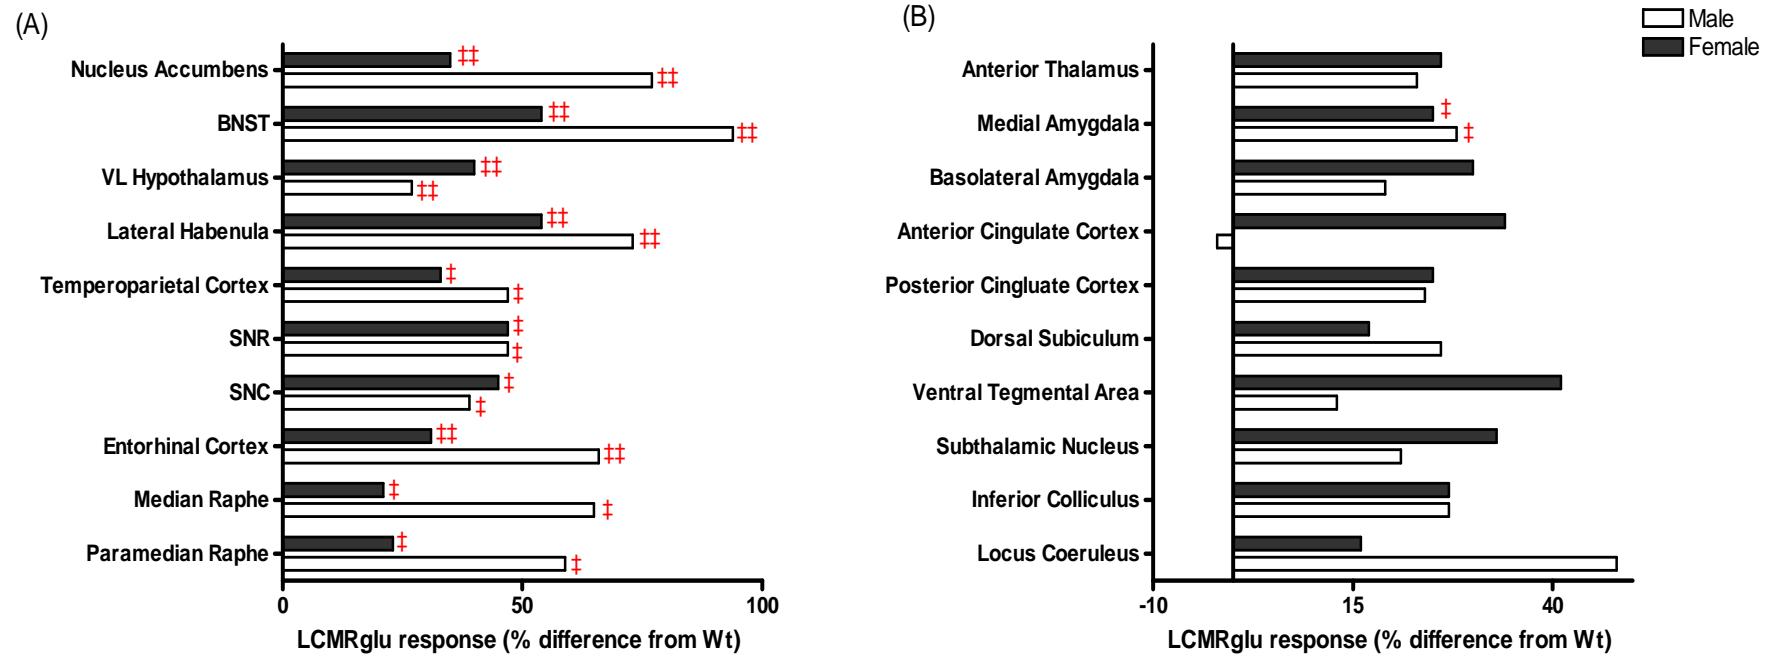 (A)
Nucleus Accumbens ‡‡
‡‡
BNST ‡‡
‡‡
VL Hypothalamus ‡‡
‡‡
Lateral Habenula ‡‡
‡‡
Temperoparietal Cortex ‡
‡
SNR ‡
‡
SNC ‡
‡
Entorhinal Cortex ‡‡
‡‡
Median Raphe ‡
‡
Paramedian Raphe ‡
‡
0 50 100
LCMRglu response (% difference from Wt)
(B)
Male
Female
Anterior Thalamus
Medial Amygdala ‡
‡
Basolateral Amygdala
Anterior Cingulate Cortex
Posterior Cingluate Cortex
Dorsal Subiculum
Ventral Tegmental Area
Subthalamic Nucleus
Inferior Colliculus
Locus Coeruleus
-10 15 40
LCMRglu response (% difference from Wt)